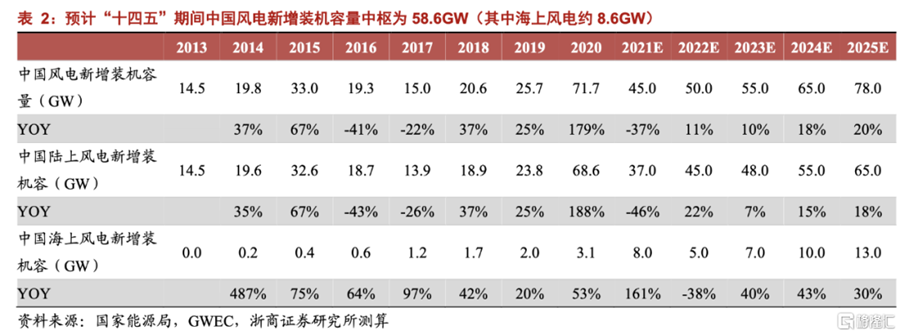 表 2：预计“十四五”期间中国风电新增装机容量中枢为 58.6GW（其中海上风电约 8.6GW）
2013 2014 2015 2016 2017 2018 2019 2020 2021E 2022E 2023E 2024E 2025E
中国风电新增装机容
量（GW） 14.5 19.8 33.0 19.3 15.0 20.6 25.7 71.7 45.0 50.0 55.0 65.0 78.0
YOY 37% 67% -41% -22% 37% 25% 179% -37% 11% 10% 18% 20%
中国陆上风电新增装
机容（GW） 14.5 19.6 32.6 18.7 13.9 18.9 23.8 68.6 37.0 45.0 48.0 55.0 65.0
YOY 35% 67% -43% -26% 37% 25% 188% -46% 22% 7% 15% 18%
中国海上风电新增装
机容（GW） 0.0 0.2 0.4 0.6 1.2 1.7 2.0 3.1 8.0 5.0 7.0 10.0 13.0
YOY 487% 75% 64% 97% 42% 20% 53% 161% -38% 40% 43% 30%
资料来源：国家能源局，GWEC，浙商证券研究所测算
格隆汇